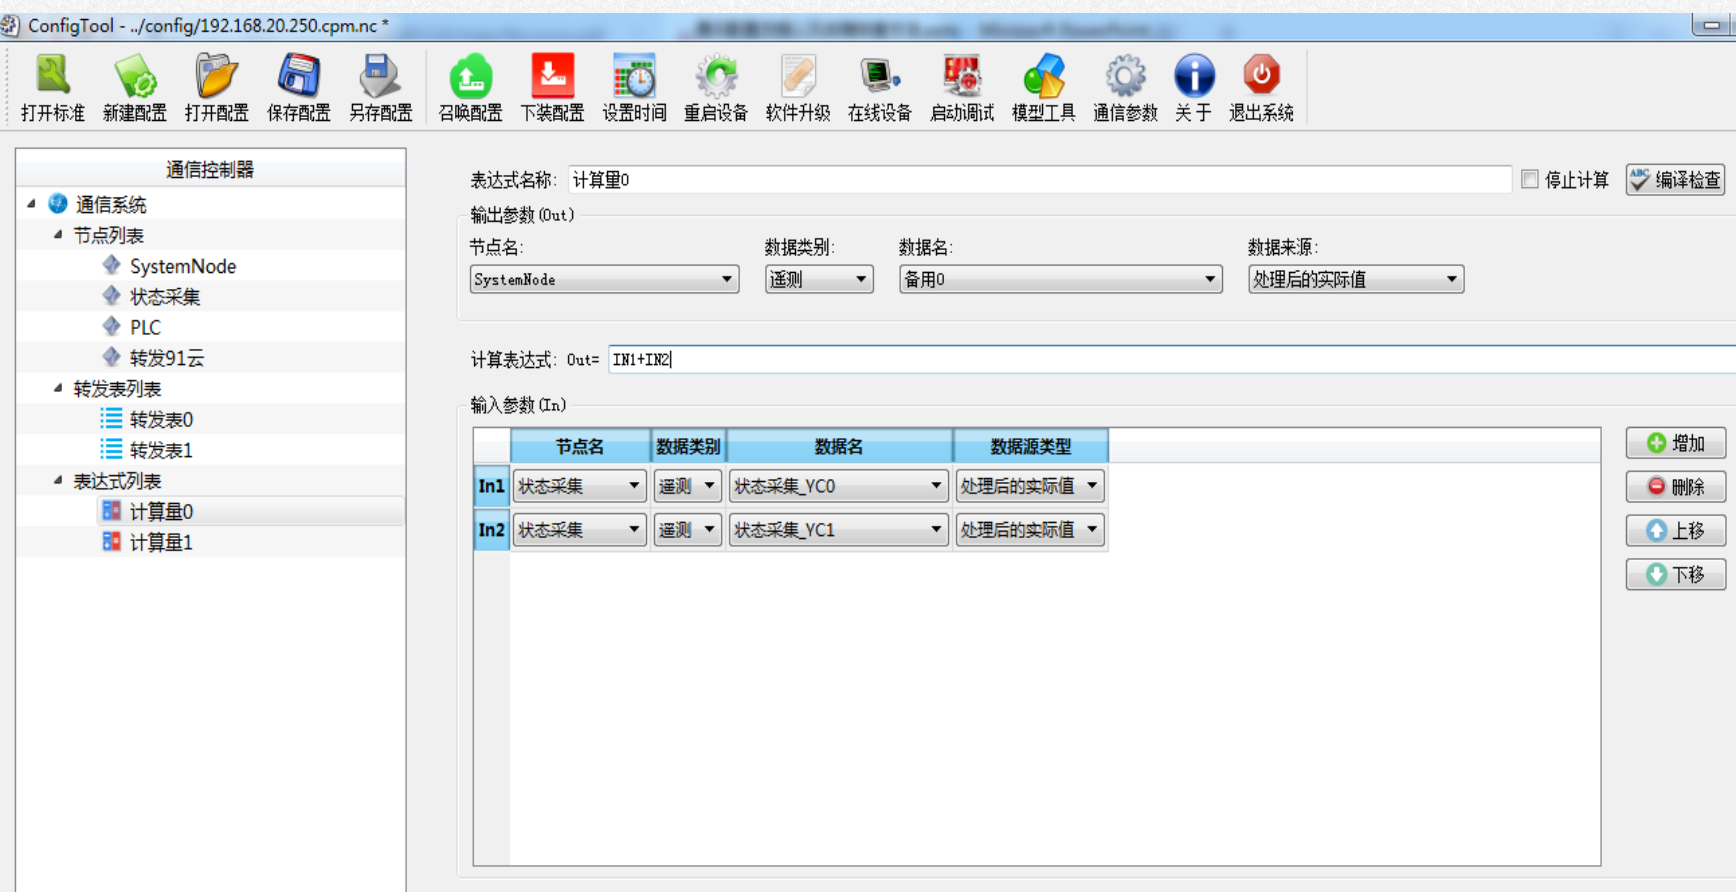 ConfigTool - ../config/192.168.20.250.cpm.nc *
打开标准 新建配置 打开配置 保存配置 另存配置 召唤配置 下装配置 设置时间 重启设备 软件升级 在线设备 启动调试 模型工具 通信参数 关于 退出系统
通信控制器
通信系统
节点列表
SystemNode
状态采集
PLC
转发91云
转发表列表
转发表0
转发表1
表达式列表
计算量0
计算量1
表达式名称: 计算量0 停止计算 ABC 编译检查
输出参数(Out)
节点名: 数据类别: 数据名: 数据来源:
SystemNode 遥测 备用0 处理后的实际值
计算表达式: Out= IN1+IN2
输入参数(In)
节点名 数据类别 数据名 数据源类型
In1 状态采集 遥测 状态采集_YC0 处理后的实际值
In2 状态采集 遥测 状态采集_YC1 处理后的实际值
增加
删除
上移
下移